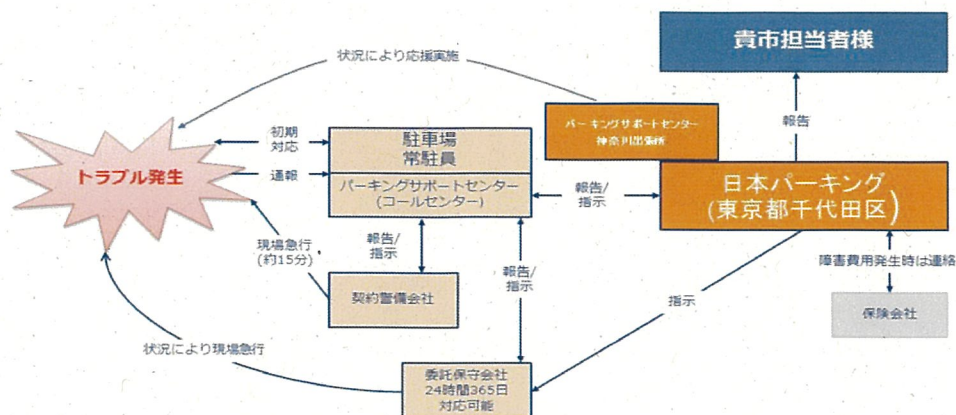 貴市担当者様
状況により応援実施
パーキングサポートセンター
神奈川出張所
報告
初期
対応
駐車場
常駐員
トラブル発生
通報
パーキングサポートセンター
(コールセンター)
報告/
指示
日本パーキング
(東京都千代田区)
現場急行
(約15分)
報告/
指示
報告/
指示
障害費用発生時は連絡
契約警備会社
指示
保険会社
状況により現場急行
委託保守会社
24時間365日
対応可能